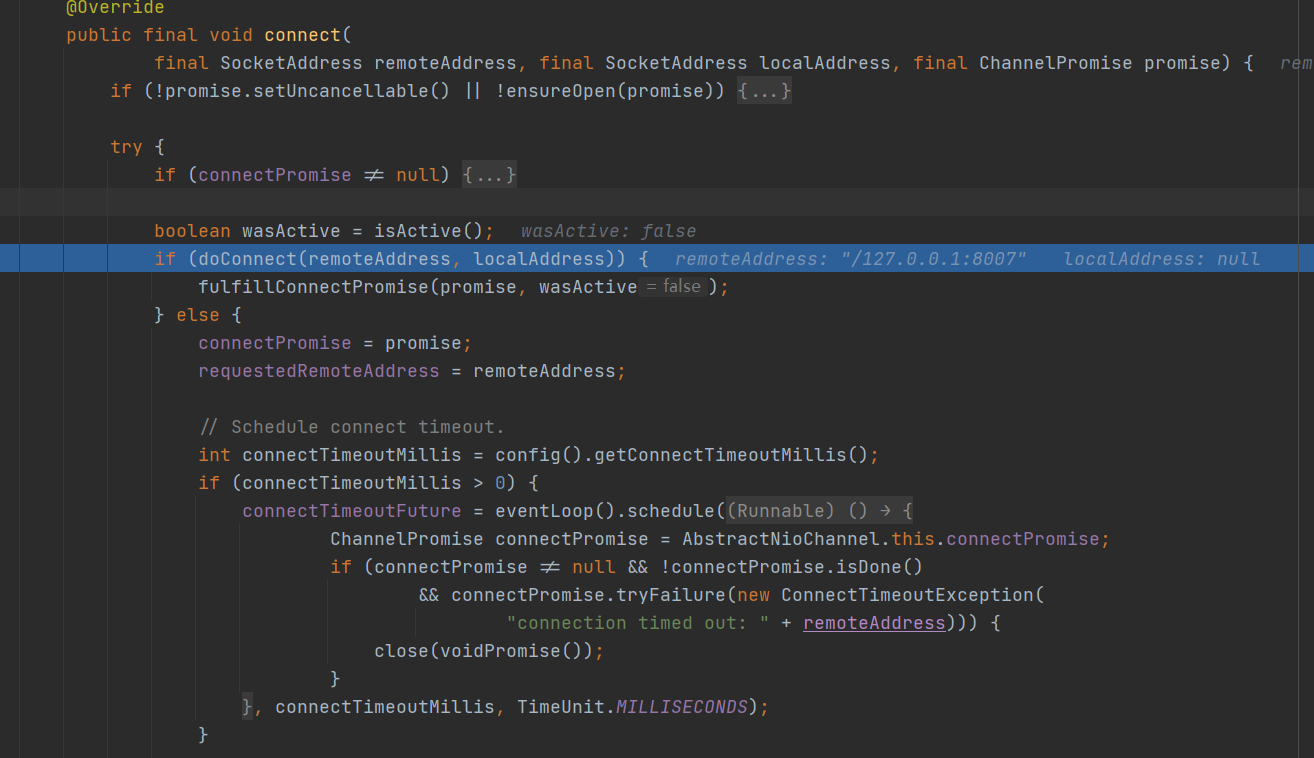 @Override
public final void connect(
final SocketAddress remoteAddress, final SocketAddress localAddress, final ChannelPromise promise) {   rem
if (!promise.setUncancellable() || !ensureOpen(promise)) {...}
try {
if (connectPromise != null) {...}
boolean wasActive = isActive();   wasActive: false
if (doConnect(remoteAddress, localAddress)) {   remoteAddress: "/127.0.0.1:8007"   localAddress: null
fulfillConnectPromise(promise, wasActive = false);
} else {
connectPromise = promise;
requestedRemoteAddress = remoteAddress;
// Schedule connect timeout.
int connectTimeoutMillis = config().getConnectTimeoutMillis();
if (connectTimeoutMillis > 0) {
connectTimeoutFuture = eventLoop().schedule((Runnable) () → {
ChannelPromise connectPromise = AbstractNioChannel.this.connectPromise;
if (connectPromise != null && !connectPromise.isDone()
&& connectPromise.tryFailure(new ConnectTimeoutException(
"connection timed out: " + remoteAddress))) {
close(voidPromise());
}
}, connectTimeoutMillis, TimeUnit.MILLISECONDS);
}